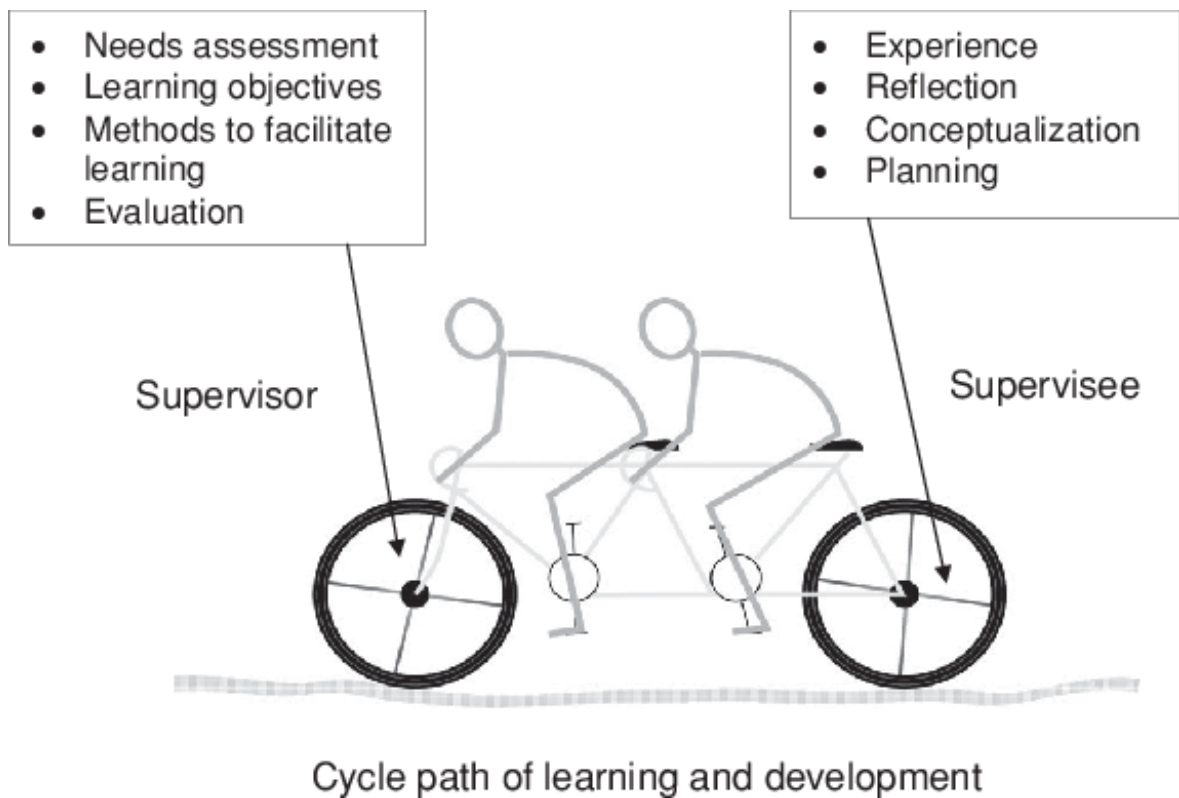 • Needs assessment
• Learning objectives
• Methods to facilitate
learning
• Evaluation
• Experience
• Reflection
• Conceptualization
• Planning
Supervisor
Supervisee
Cycle path of learning and development